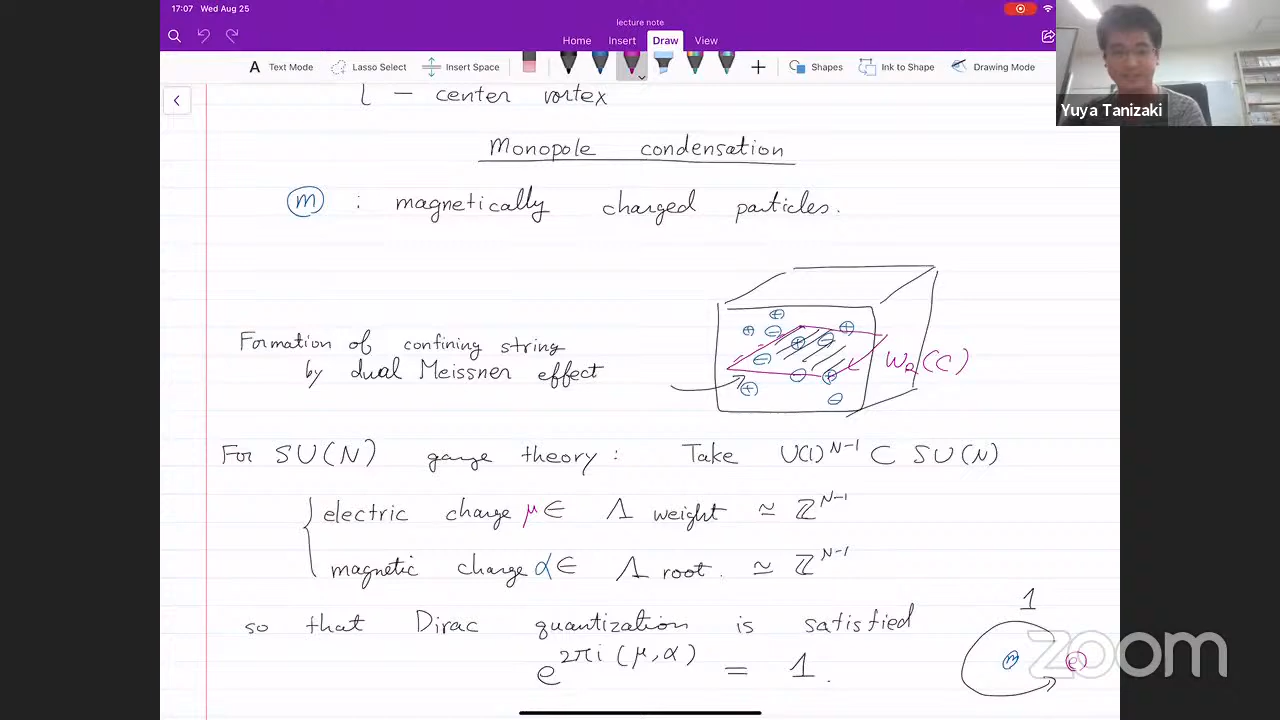 17:07 Wed Aug 25
lecture note
Home Insert Draw View
A Text Mode Lasso Select Insert Space + Shapes Ink to Shape Drawing Mode
Yuya Tanizaki
- center vortex
Monopole condensation
m : magnetically charged particles.
Formation of confining string
by dual Meissner effect
W_R(C)
For SU(N) gauge theory : Take U(1)^{N-1} ⊂ SU(N)
electric charge μ ∈ Λ weight ≃ ℤ^{N-1}
magnetic charge α ∈ Λ root. ≃ ℤ^{N-1}
so that Dirac quantization is satisfied
e^{2πi (μ, α)} = 1.
1
m e
zoom